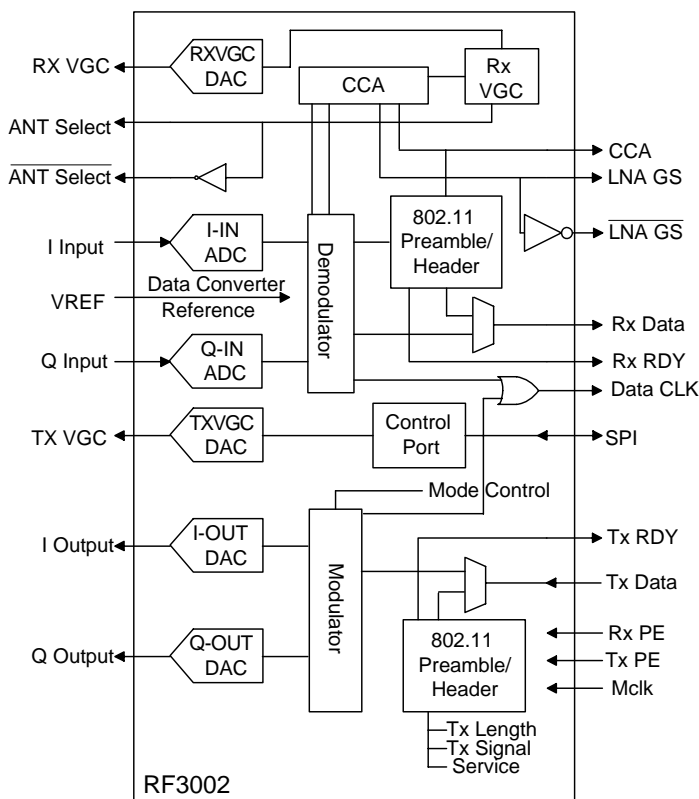 RX VGC
RXVGC
DAC
Rx
VGC
CCA
ANT Select
CCA
ANT Select
LNA GS
LNA GS
I Input
I-IN
ADC
Demodulator
802.11
Preamble/
Header
VREF
Data Converter
Reference
Rx Data
Q Input
Q-IN
ADC
Rx RDY
Data CLK
TX VGC
TXVGC
DAC
Control
Port
SPI
Mode Control
I Output
I-OUT
DAC
Modulator
Tx RDY
Tx Data
Q Output
Q-OUT
DAC
802.11
Preamble/
Header
Rx PE
Tx PE
Mclk
Tx Length
Tx Signal
Service
RF3002